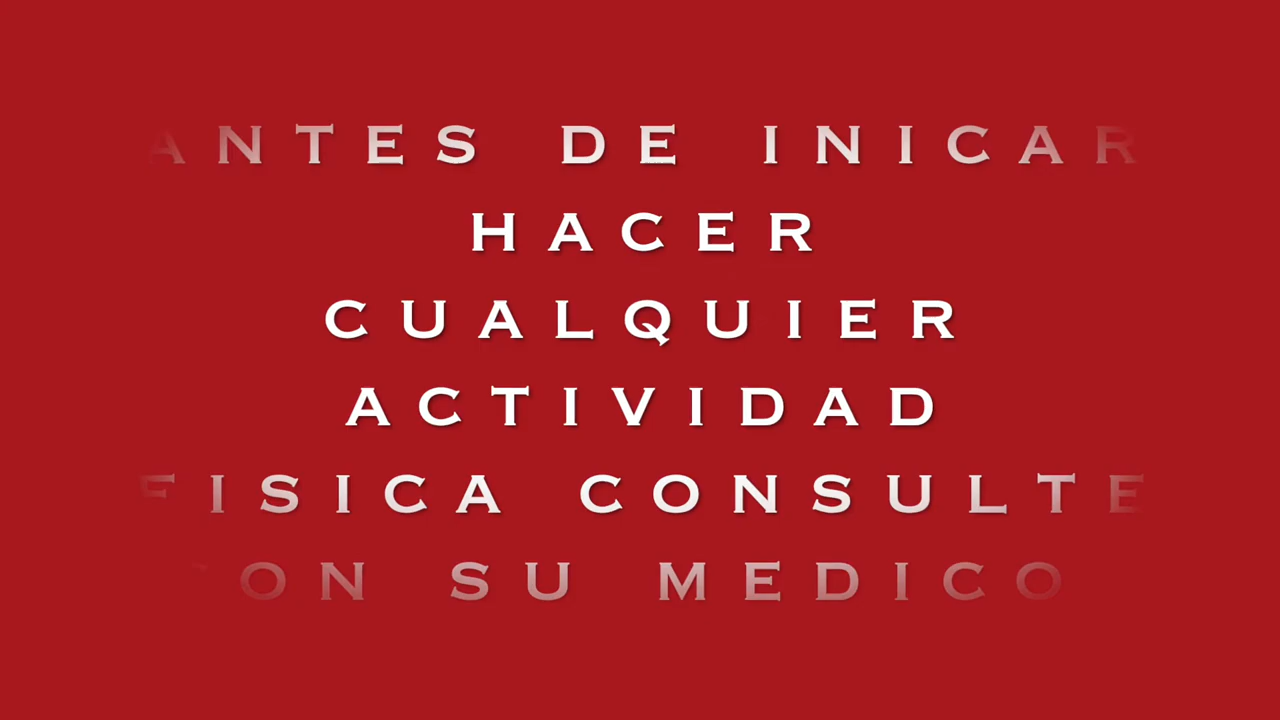 ANTES DE INICAR
HACER
CUALQUIER
ACTIVIDAD
FISICA CONSULTE
CON SU MEDICO